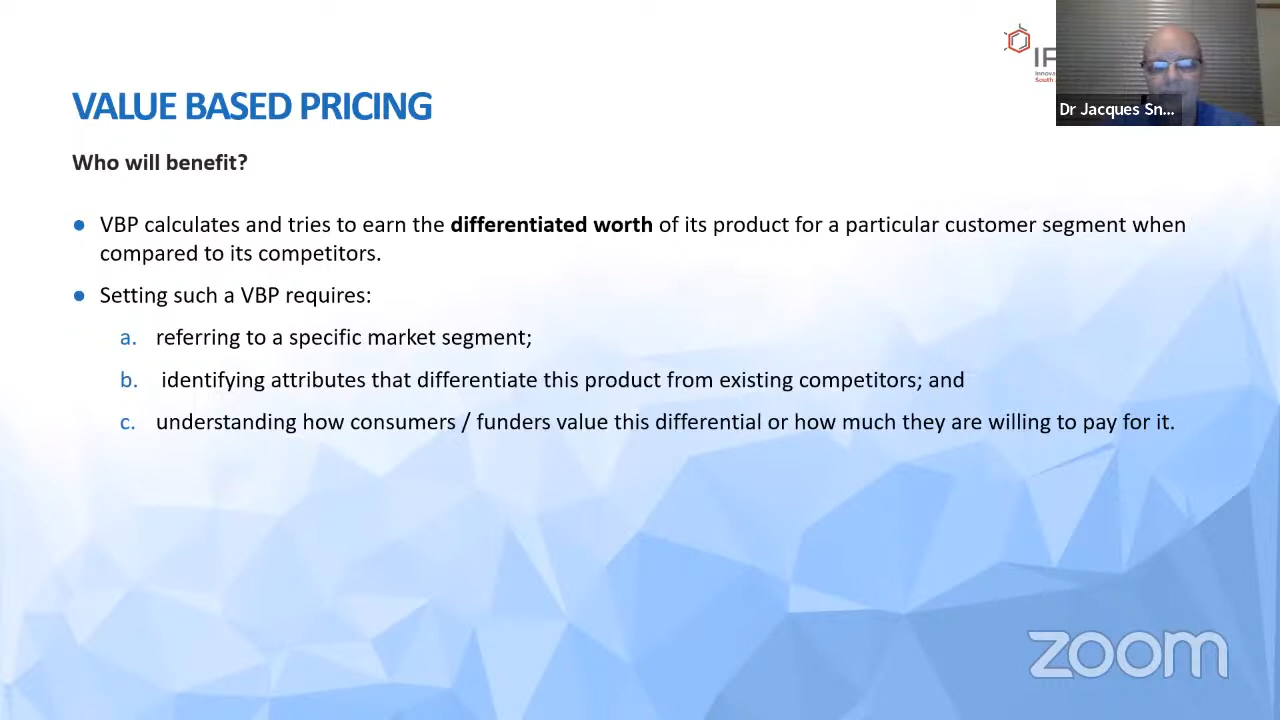 VALUE BASED PRICING
Dr Jacques Sn...
Who will benefit?
● VBP calculates and tries to earn the differentiated worth of its product for a particular customer segment when
compared to its competitors.
● Setting such a VBP requires:
a. referring to a specific market segment;
b. identifying attributes that differentiate this product from existing competitors; and
c. understanding how consumers / funders value this differential or how much they are willing to pay for it.
zoom